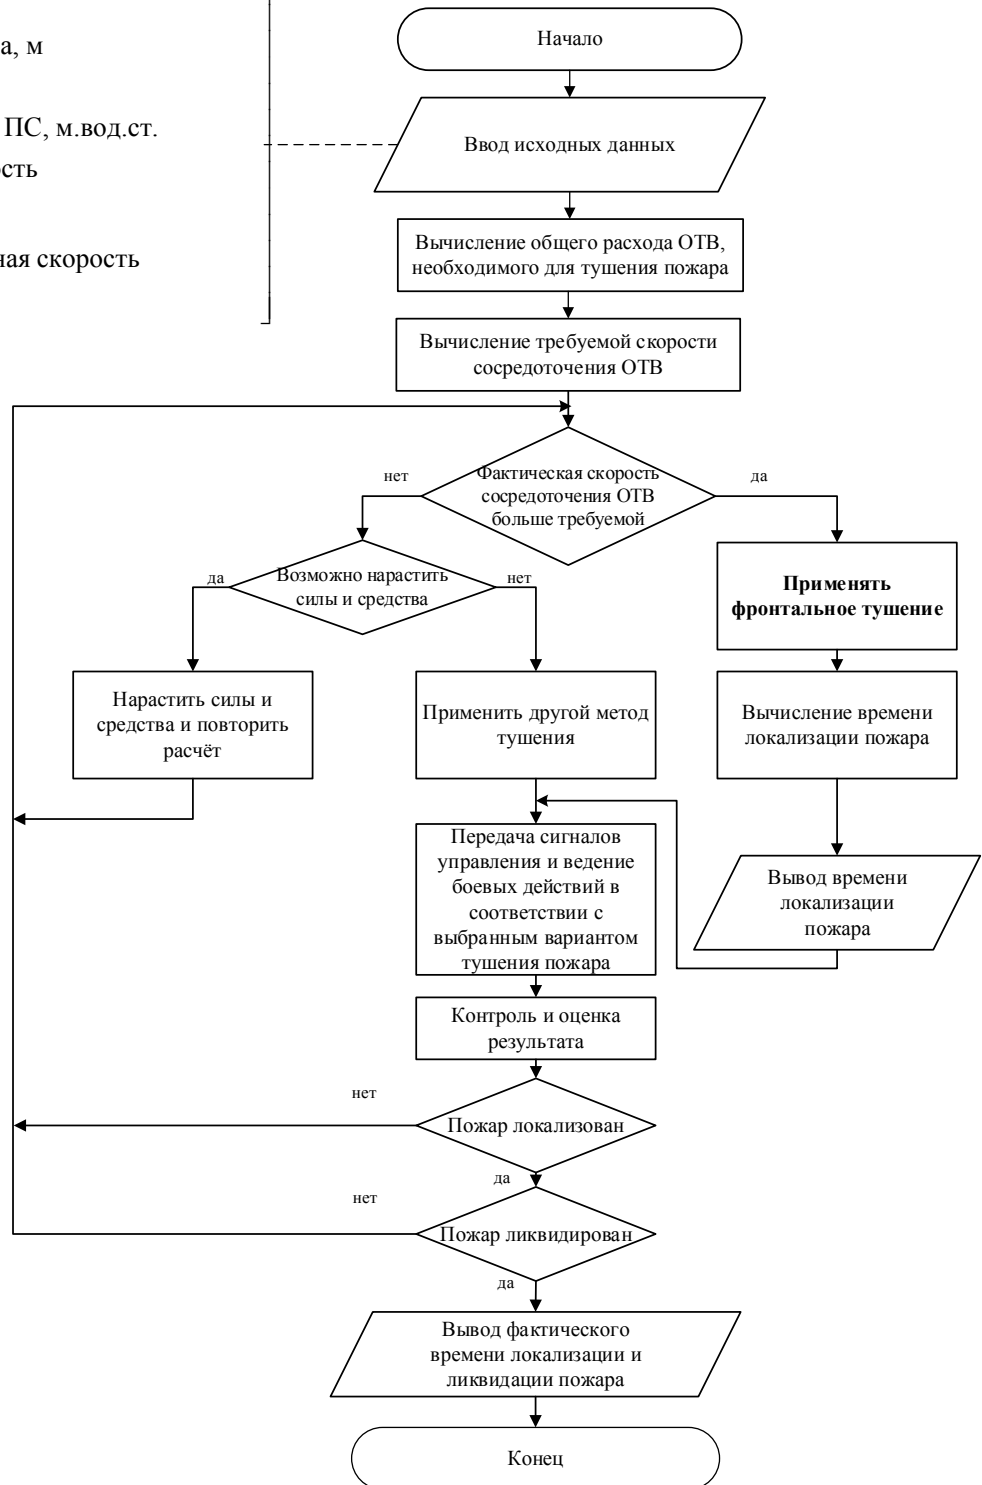 а, м
ПС, м.вод.ст.
ость
ная скорость
Начало
Ввод исходных данных
Вычисление общего расхода ОТВ,
необходимого для тушения пожара
Вычисление требуемой скорости
сосредоточения ОТВ
нет
Фактическая скорость
сосредоточения ОТВ
больше требуемой
да
да
Возможно нарастить
силы и средства
нет
Применять
фронтальное тушение
Нарастить силы и
средства и повторить
расчёт
Применить другой метод
тушения
Вычисление времени
локализации пожара
Передача сигналов
управления и ведение
боевых действий в
соответствии с
выбранным вариантом
тушения пожара
Вывод времени
локализации
пожара
Контроль и оценка
результата
нет
Пожар локализован
да
нет
Пожар ликвидирован
да
Вывод фактического
времени локализации и
ликвидации пожара
Конец